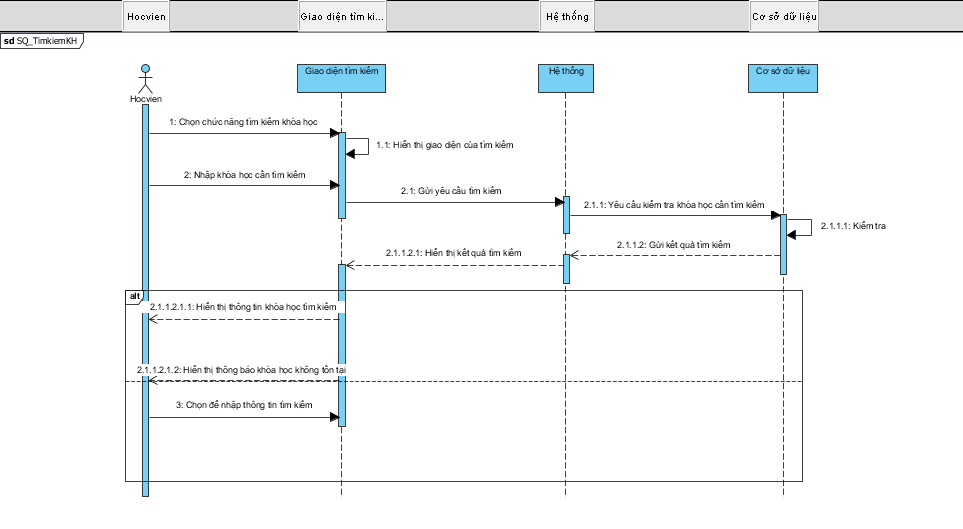 Hocvien
Giao diện tìm ki...
Hệ thống
Cơ sở dữ liệu
sd SQ_TimkiemKH
Giao diện tìm kiếm
Hệ thống
Cơ sở dữ liệu
Hocvien
1: Chọn chức năng tìm kiếm khóa học
1.1: Hiển thị giao diện của tìm kiếm
2: Nhập khóa học cần tìm kiếm
2.1: Gửi yêu cầu tìm kiếm
2.1.1: Yêu cầu kiểm tra khóa học cần tìm kiếm
2.1.1.1: Kiểm tra
2.1.1.2: Gửi kết quả tìm kiếm
2.1.1.2.1: Hiển thị kết quả tìm kiếm
alt
2.1.1.2.1.1: Hiển thị thông tin khóa học tìm kiếm
2.1.1.2.1.2: Hiển thị thông báo khóa học không tồn tại
3: Chọn để nhập thông tin tìm kiếm